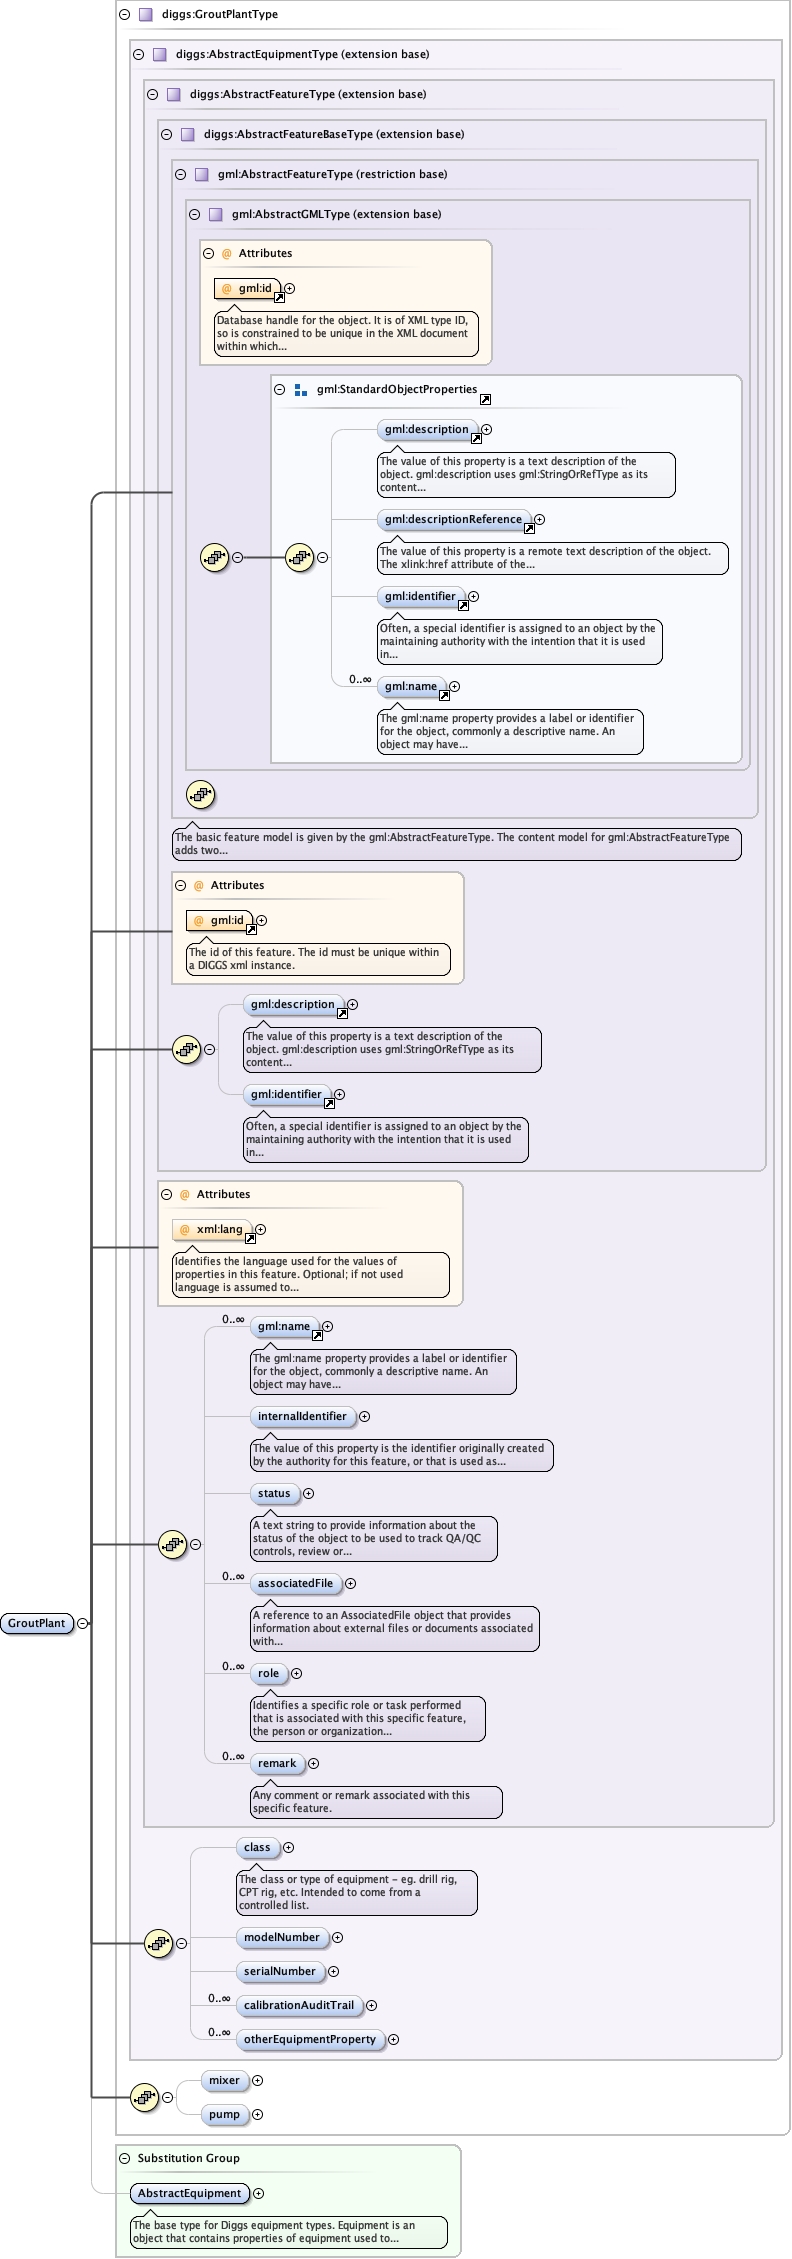 diggs:GroutPlantType
diggs:AbstractEquipmentType (extension base)
diggs:AbstractFeatureType (extension base)
diggs:AbstractFeatureBaseType (extension base)
gml:AbstractFeatureType (restriction base)
gml:AbstractGMLType (extension base)
@ Attributes
@ gml:id
Database handle for the object. It is of XML type ID,
so is constrained to be unique in the XML document
within which...
gml:StandardObjectProperties
gml:description
The value of this property is a text description of the
object. gml:description uses gml:StringOrRefType as its
content...
gml:descriptionReference
The value of this property is a remote text description of the object.
The xlink:href attribute of the...
gml:identifier
Often, a special identifier is assigned to an object by the
maintaining authority with the intention that it is used
in...
0..∞
gml:name
The gml:name property provides a label or identifier
for the object, commonly a descriptive name. An
object may have...
The basic feature model is given by the gml:AbstractFeatureType. The content model for gml:AbstractFeatureType
adds two...
@ Attributes
@ gml:id
The id of this feature. The id must be unique within
a DIGGS xml instance.
gml:description
The value of this property is a text description of the
object. gml:description uses gml:StringOrRefType as its
content...
gml:identifier
Often, a special identifier is assigned to an object by the
maintaining authority with the intention that it is used
in...
@ Attributes
@ xml:lang
Identifies the language used for the values of
properties in this feature. Optional; if not used
language is assumed to...
0..∞
gml:name
The gml:name property provides a label or identifier
for the object, commonly a descriptive name. An
object may have...
internalIdentifier
The value of this property is the identifier originally created
by the authority for this feature, or that is used as...
status
A text string to provide information about the
status of the object to be used to track QA/QC
controls, review or...
0..∞
associatedFile
A reference to an AssociatedFile object that provides
information about external files or documents associated
with...
GroutPlant
0..∞
role
Identifies a specific role or task performed
that is associated with this specific feature,
the person or organization...
0..∞
remark
Any comment or remark associated with this
specific feature.
class
The class or type of equipment - eg. drill rig,
CPT rig, etc. Intended to come from a
controlled list.
modelNumber
serialNumber
0..∞
calibrationAuditTrail
0..∞
otherEquipmentProperty
mixer
pump
Substitution Group
AbstractEquipment
The base type for Diggs equipment types. Equipment is an
object that contains properties of equipment used to...